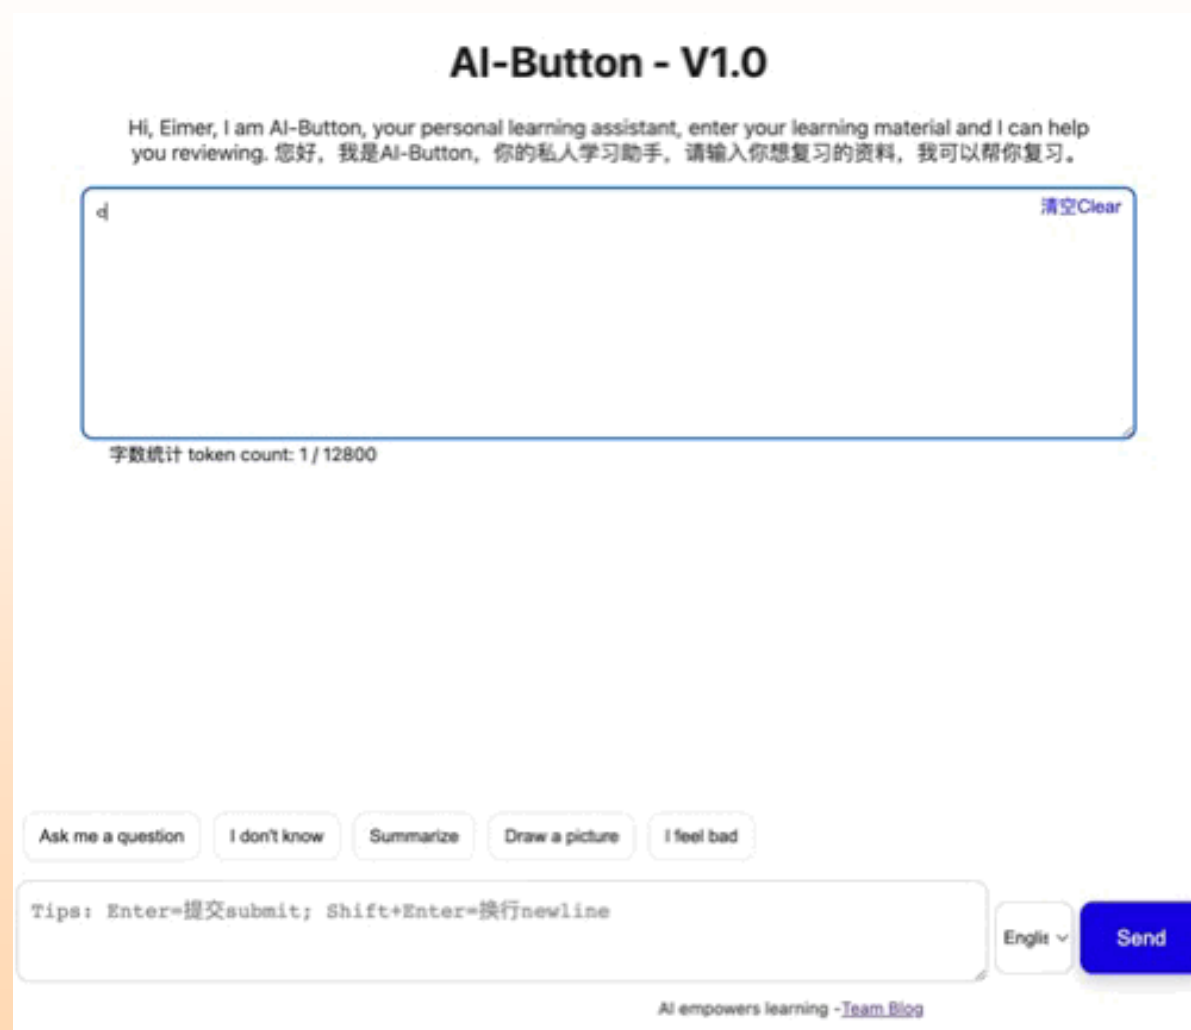 AI-Button - V1.0
Hi, Eimer, I am AI-Button, your personal learning assistant, enter your learning material and I can help
you reviewing. 您好，我是AI-Button，你的私人学习助手，请输入你想复习的资料，我可以帮你复习。
d
清空Clear
字数统计 token count: 1 / 12800
Ask me a question
I don't know
Summarize
Draw a picture
I feel bad
Tips: Enter=提交submit; Shift+Enter=换行newline
Englis
Send
AI empowers learning -Team Blog